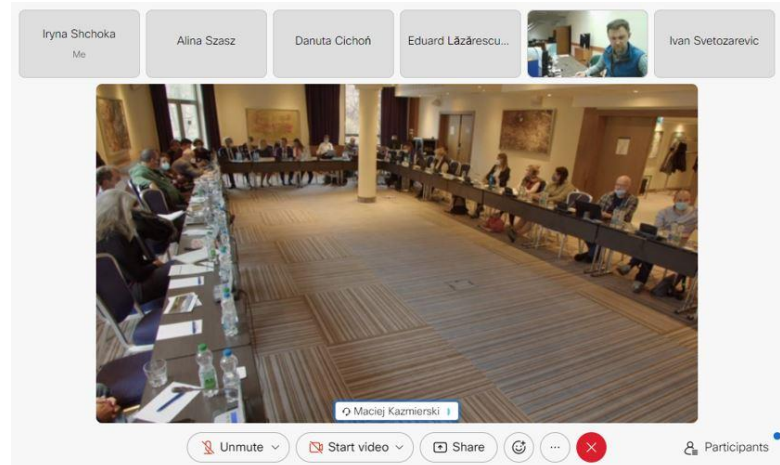 Iryna Shchoka
Me
Alina Szasz
Danuta Cichoń
Eduard Lăzărescu...
Ivan Svetozarevic
Maciej Kazmierski
Unmute
Start video
Share
Participants